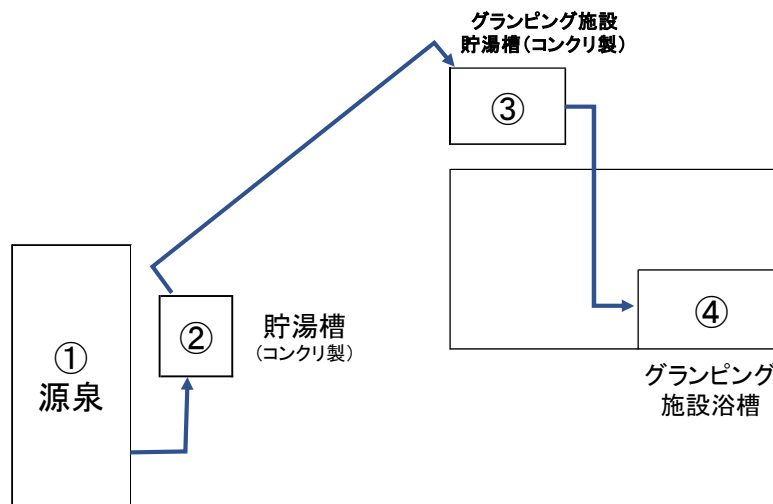 グランピング施設
貯湯槽(コンクリ製)
③
①
源泉
②
貯湯槽
(コンクリ製)
④
グランピング
施設浴槽